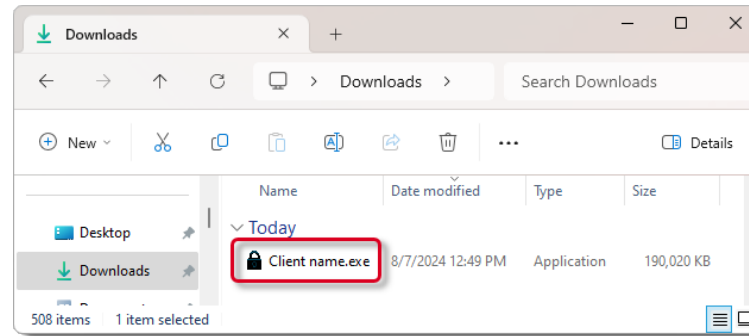 Downloads
Downloads
Search Downloads
New
Details
Name Date modified Type Size
Today
Desktop
Client name.exe 8/7/2024 12:49 PM Application 190,020 KB
Downloads
508 items 1 item selected